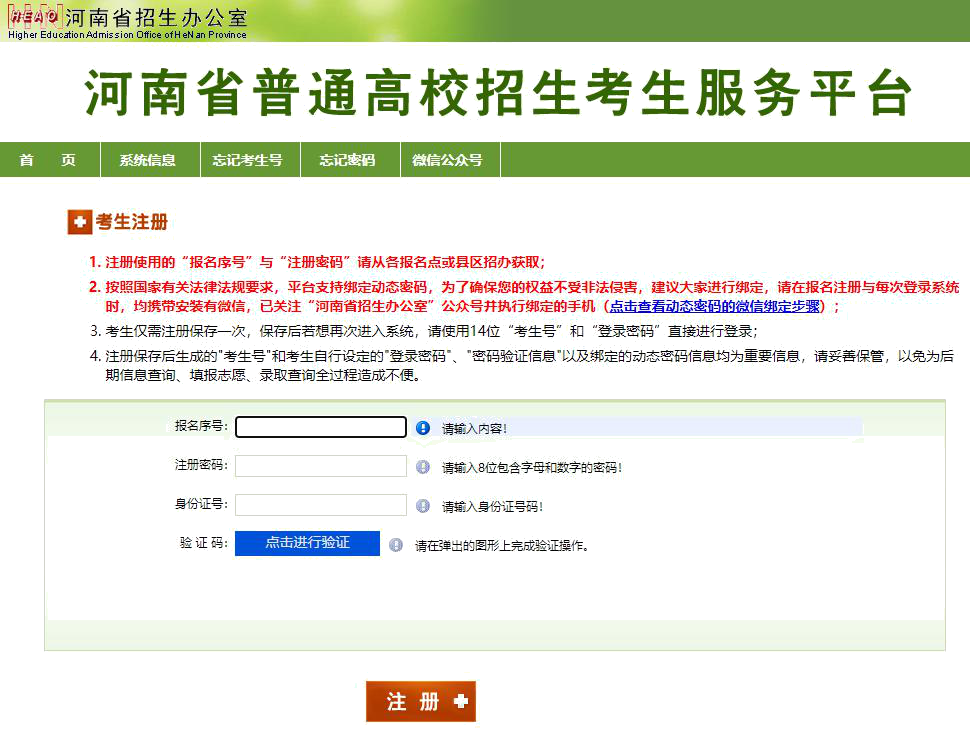 HEAO 河南省招生办公室
Higher Education Admission Office of HeNan Province
河南省普通高校招生考生服务平台
首 页 系统信息 忘记考生号 忘记密码 微信公众号
考生注册
1. 注册使用的“报名序号”与“注册密码”请从各报名点或县区招办获取；
2. 按照国家有关法律法规要求，平台支持绑定动态密码，为了确保您的权益不受非法侵害，建议大家进行绑定，请在报名注册与每次登录系统
时，均携带安装有微信，已关注“河南省招生办公室”公众号并执行绑定的手机（点击查看动态密码的微信绑定步骤）；
3. 考生仅需注册保存一次，保存后若想再次进入系统，请使用14位“考生号”和“登录密码”直接进行登录；
4. 注册保存后生成的"考生号"和考生自行设定的"登录密码"、"密码验证信息"以及绑定的动态密码信息均为重要信息，请妥善保管，以免为后
期信息查询、填报志愿、录取查询全过程造成不便。
报名序号: 请输入内容!
注册密码: 请输入8位包含字母和数字的密码!
身份证号: 请输入身份证号码!
验 证 码: 点击进行验证 请在弹出的图形上完成验证操作。
注 册